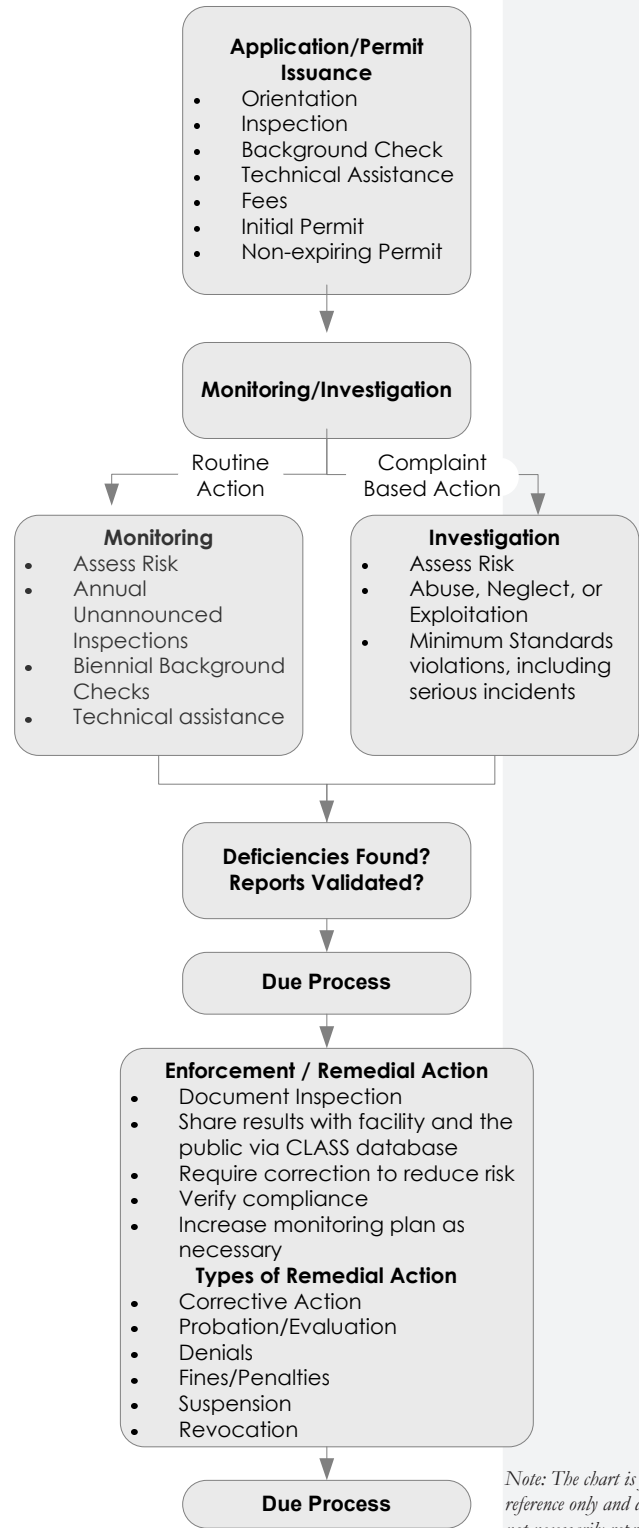 Application/Permit
Issuance
• Orientation
• Inspection
• Background Check
• Technical Assistance
• Fees
• Initial Permit
• Non-expiring Permit
Monitoring/Investigation
Routine
Action
Complaint
Based Action
Monitoring
• Assess Risk
• Annual
Unannounced
Inspections
• Biennial Background
Checks
• Technical assistance
Investigation
• Assess Risk
• Abuse, Neglect, or
Exploitation
• Minimum Standards
violations, including
serious incidents
Deficiencies Found?
Reports Validated?
Due Process
Enforcement / Remedial Action
• Document Inspection
• Share results with facility and the
public via CLASS database
• Require correction to reduce risk
• Verify compliance
• Increase monitoring plan as
necessary
Types of Remedial Action
• Corrective Action
• Probation/Evaluation
• Denials
• Fines/Penalties
• Suspension
• Revocation
Due Process
Note: The chart is
reference only and